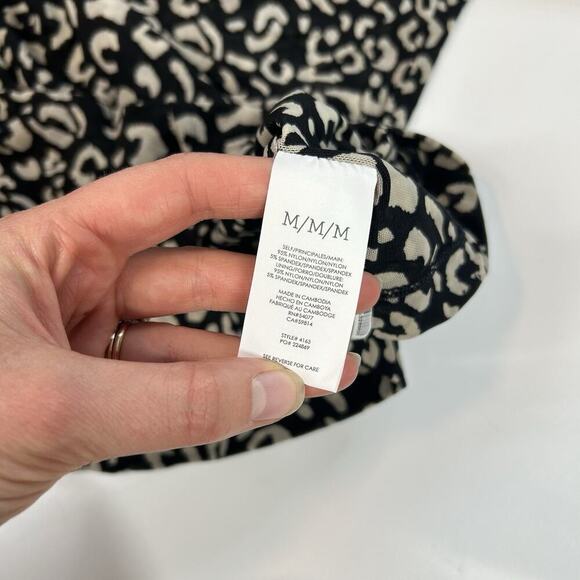 M/M/M
SELF/PRINCIPALES/MAIN:
95% NYLON/NYLON/NYLON
5% SPANDEX/SPANDEX/SPANDEX
LINING/FORRO/DOUBLURE:
95% NYLON/NYLON/NYLON
5% SPANDEX/SPANDEX/SPANDEX
MADE IN CAMBODIA
HECHO EN CAMBOYA
FABRIQUÉ AU CAMBODGE
RN#54077
CA#59814
STYLE# 4163
PO# 224869
SEE REVERSE FOR CARE